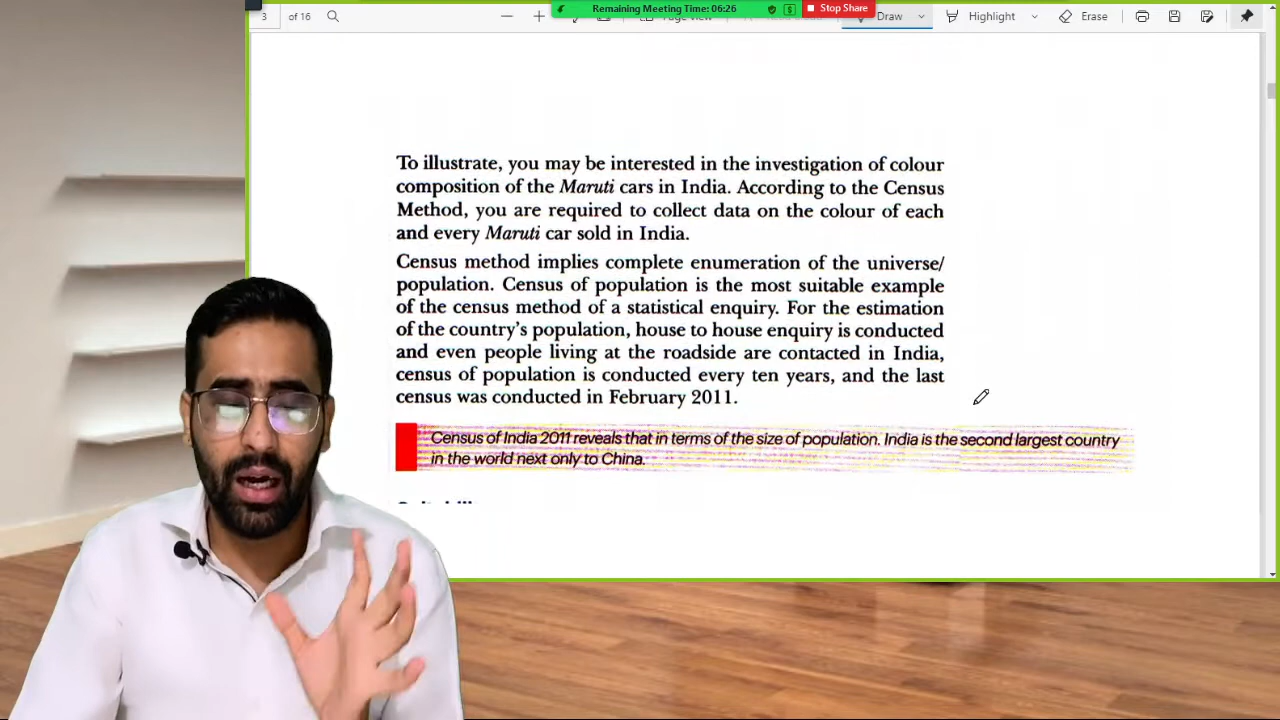 3 of 16
Remaining Meeting Time: 06:26
Stop Share
Draw
Highlight
Erase
To illustrate, you may be interested in the investigation of colour
composition of the Maruti cars in India. According to the Census
Method, you are required to collect data on the colour of each
and every Maruti car sold in India.
Census method implies complete enumeration of the universe/
population. Census of population is the most suitable example
of the census method of a statistical enquiry. For the estimation
of the country's population, house to house enquiry is conducted
and even people living at the roadside are contacted in India,
census of population is conducted every ten years, and the last
census was conducted in February 2011.
Census of India 2011 reveals that in terms of the size of population. India is the second largest country
in the world next only to China.